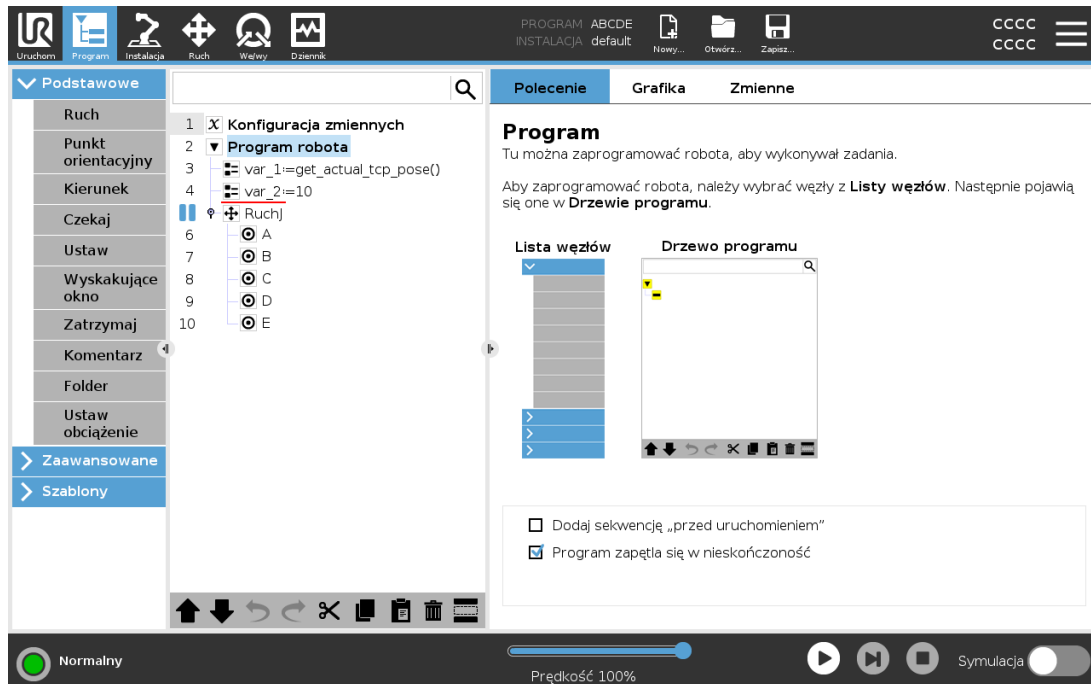 PROGRAM ABCDE
INSTALACJA default
Uruchom
Program
Instalacja
Ruch
We/wy
Dziennik
Nowy...
Otwórz...
Zapisz...
CCCC
CCCC
Podstawowe
Ruch
Punkt
orientacyjny
Kierunek
Czekaj
Ustaw
Wyskakujące
okno
Zatrzymaj
Komentarz
Folder
Ustaw
obciążenie
Zaawansowane
Szablony
1 X Konfiguracja zmiennych
2 Program robota
3 var_1:=get_actual_tcp_pose()
4 var_2:=10
RuchJ
6 A
7 B
8 C
9 D
10 E
Polecenie Grafika Zmienne
Program
Tu można zaprogramować robota, aby wykonywał zadania.
Aby zaprogramować robota, należy wybrać węzły z Listy węzłów. Następnie pojawią
się one w Drzewie programu.
Lista węzłów
Drzewo programu
Dodaj sekwencję „przed uruchomieniem”
Program zapętla się w nieskończoność
Normalny
Prędkość 100%
Symulacja